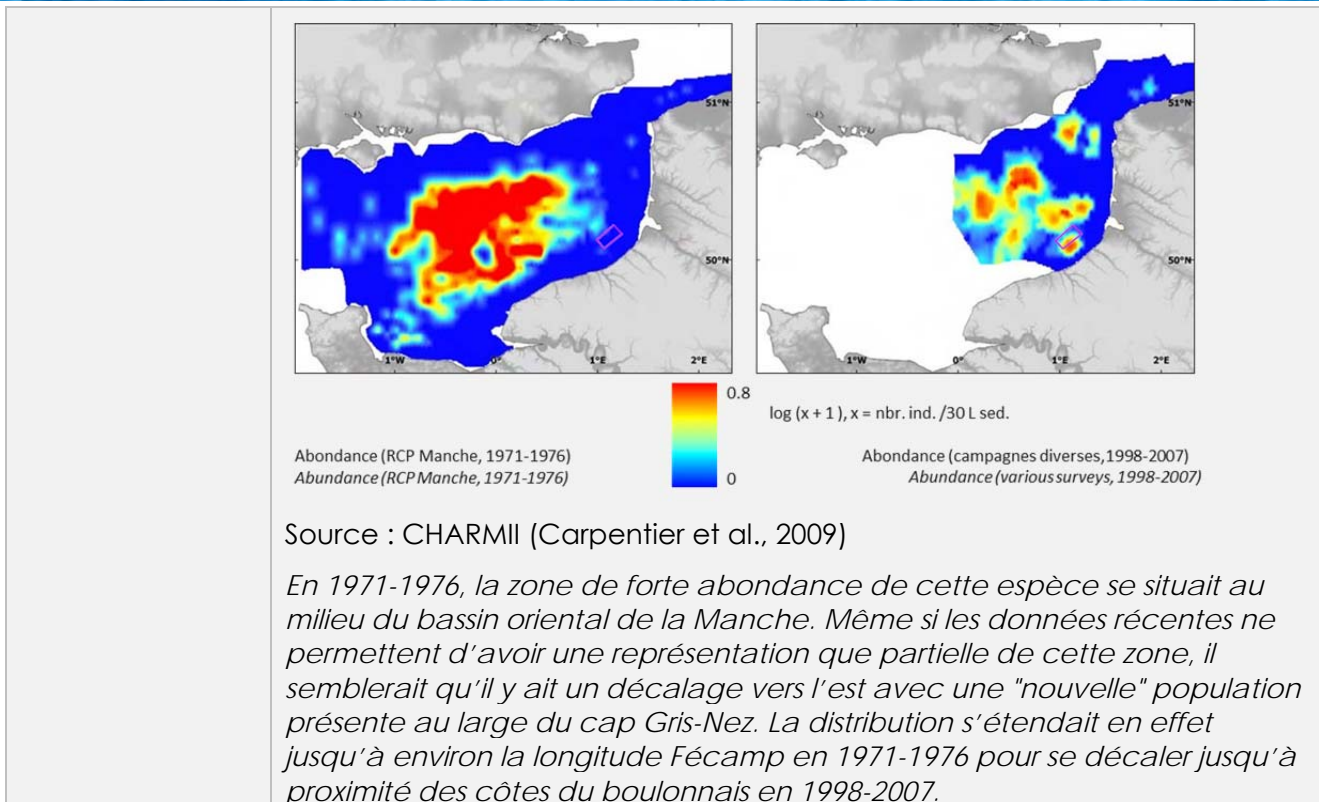 51°N
50°N
1°W
0°
1°E
2°E
51°N
50°N
0°
1°E
2°E
0.8
0
log (x + 1 ), x = nbr. ind. /30 L sed.
Abondance (RCP Manche, 1971-1976)
Abundance (RCP Manche, 1971-1976)
Abondance (campagnes diverses,1998-2007)
Abundance (various surveys, 1998-2007)
Source : CHARMII (Carpentier et al., 2009)
En 1971-1976, la zone de forte abondance de cette espèce se situait au
milieu du bassin oriental de la Manche. Même si les données récentes ne
permettent d’avoir une représentation que partielle de cette zone, il
semblerait qu’il y ait un décalage vers l’est avec une "nouvelle" population
présente au large du cap Gris-Nez. La distribution s’étendait en effet
jusqu’à environ la longitude Fécamp en 1971-1976 pour se décaler jusqu’à
proximité des côtes du boulonnais en 1998-2007.